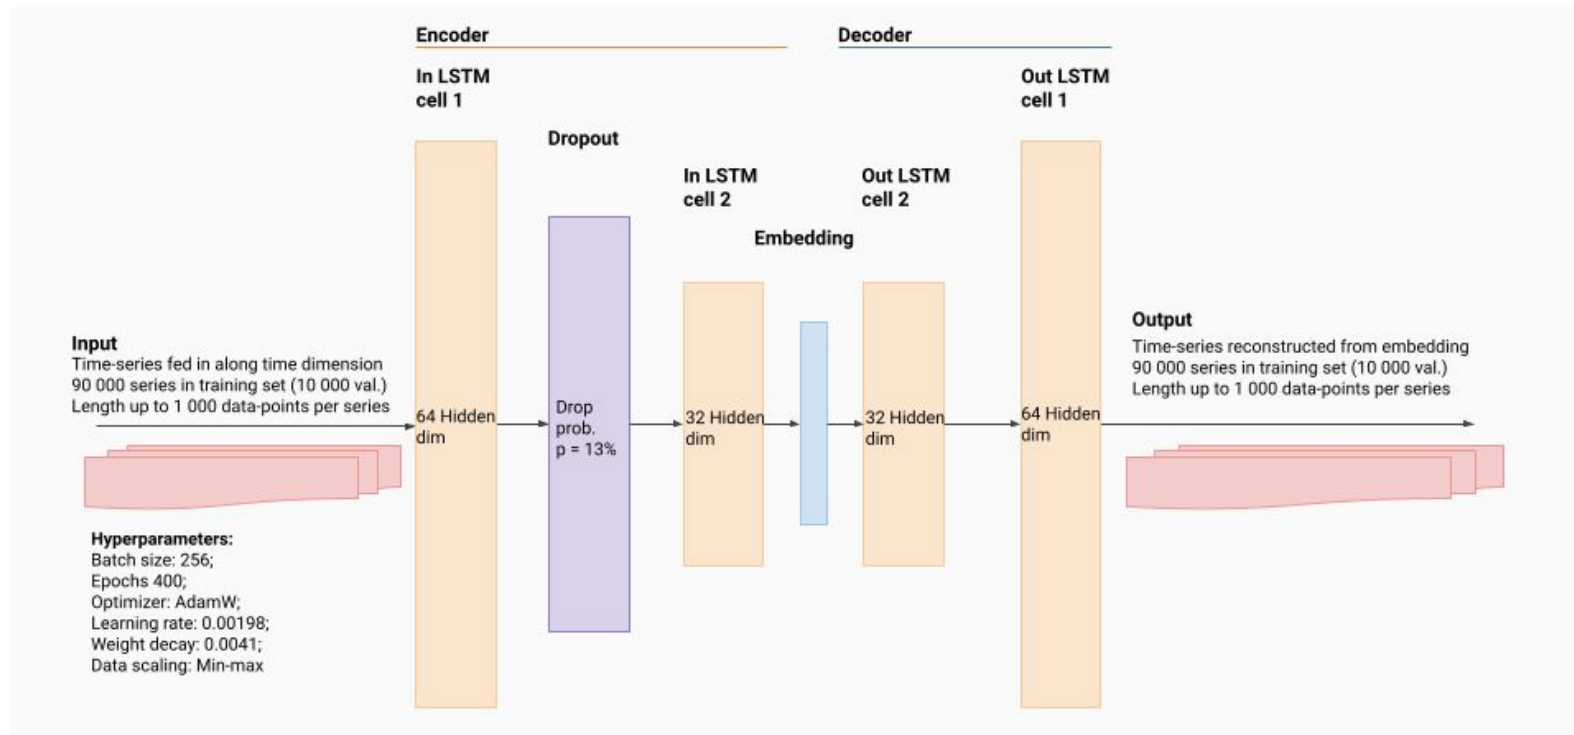 Encoder
Decoder
In LSTM
cell 1
Out LSTM
cell 1
Dropout
In LSTM
cell 2
Out LSTM
cell 2
Embedding
Input
Time-series fed in along time dimension
90 000 series in training set (10 000 val.)
Length up to 1 000 data-points per series
Output
Time-series reconstructed from embedding
90 000 series in training set (10 000 val.)
Length up to 1 000 data-points per series
64 Hidden
dim
Drop
prob.
p = 13%
32 Hidden
dim
32 Hidden
dim
64 Hidden
dim
Hyperparameters:
Batch size: 256;
Epochs 400;
Optimizer: AdamW;
Learning rate: 0.00198;
Weight decay: 0.0041;
Data scaling: Min-max